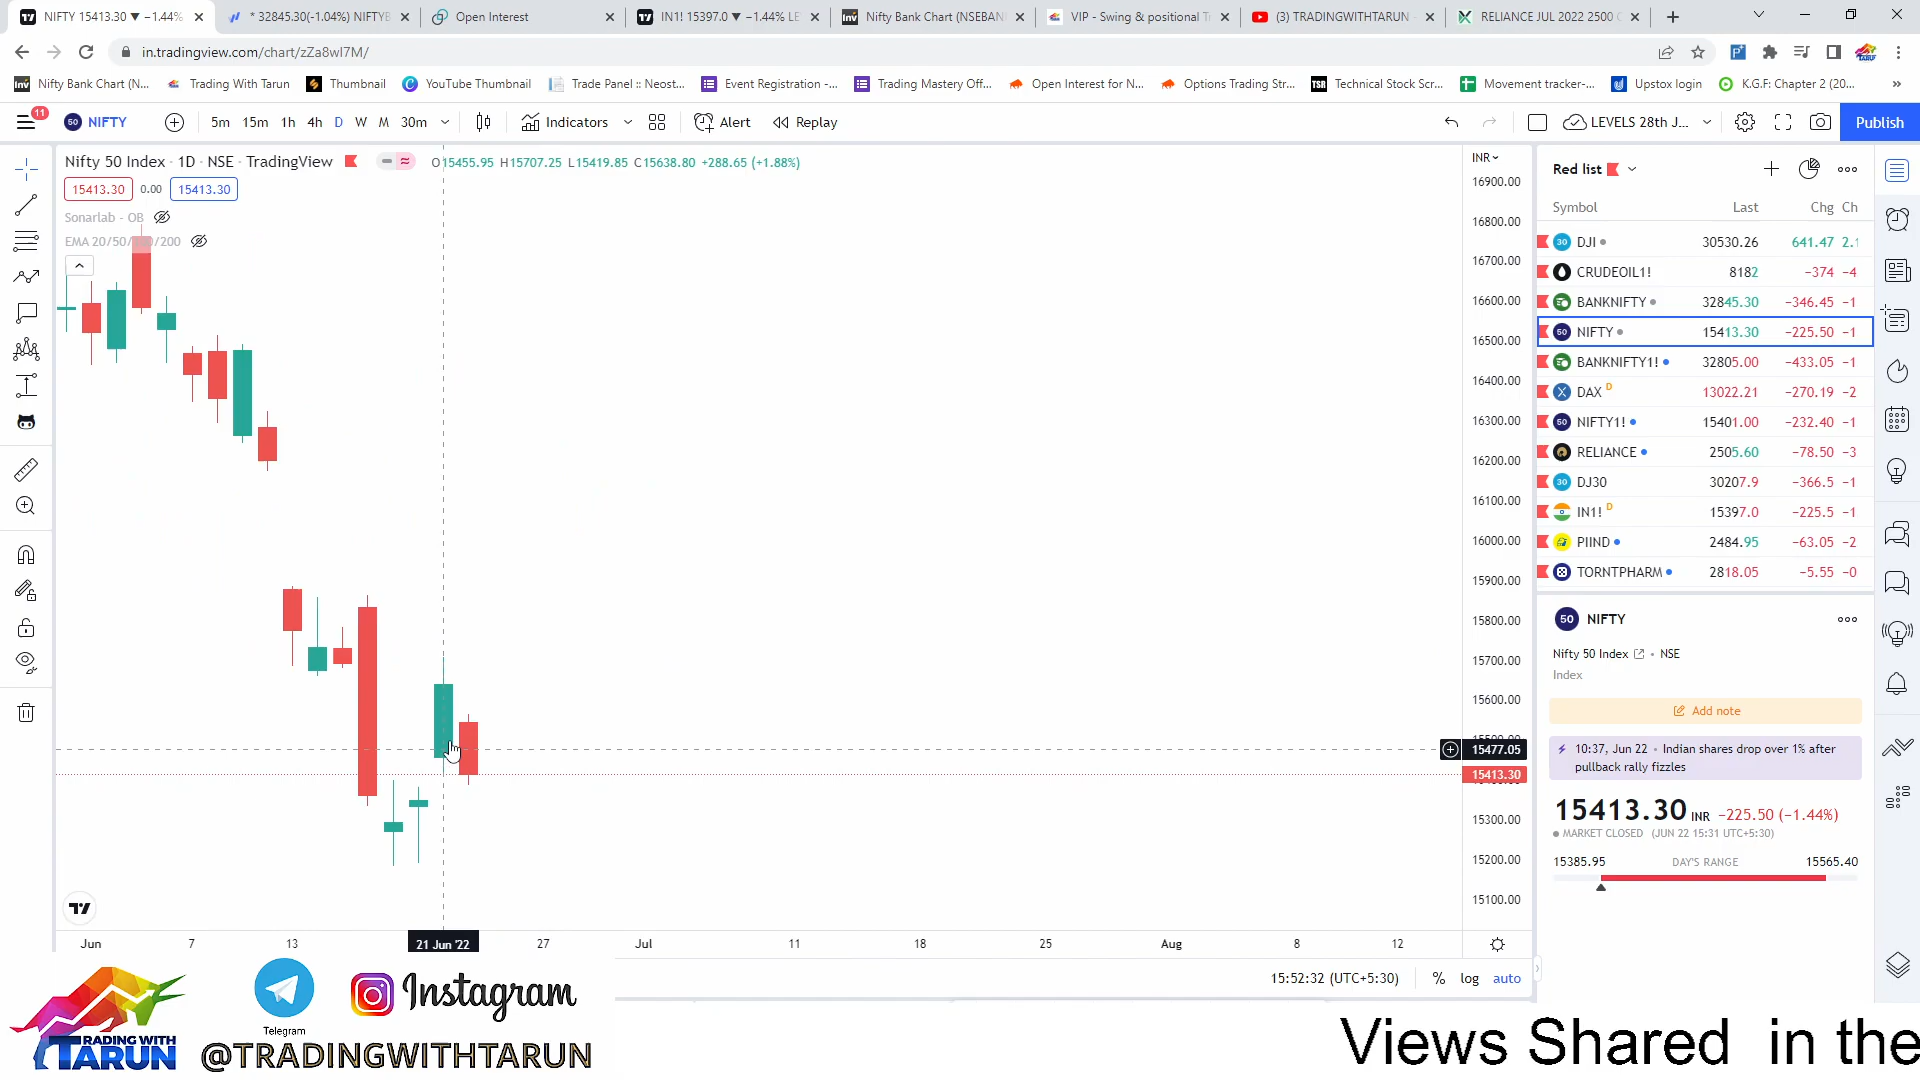 NIFTY 15413.30 ▼ −1.44%
* 32845.30(-1.04%) NIFTYB
Open Interest
IN1! 15397.0 ▼ −1.44% LE
Nifty Bank Chart (NSEBAN
VIP - Swing & positional T
(3) TRADINGWITHTARUN -
RELIANCE JUL 2022 2500 C
in.tradingview.com/chart/zZa8wI7M/
Nifty Bank Chart (N...
Trading With Tarun
Thumbnail
YouTube Thumbnail
Trade Panel :: Neost...
Event Registration -...
Trading Mastery Off...
Open Interest for N...
Options Trading Str...
Technical Stock Scr...
Movement tracker-...
Upstox login
K.G.F: Chapter 2 (20...
11
50 NIFTY
5m 15m 1h 4h D W M 30m
Indicators
Alert
Replay
LEVELS 28th J...
Publish
Nifty 50 Index · 1D · NSE · TradingView
O15455.95 H15707.25 L15419.85 C15638.80 +288.65 (+1.88%)
15413.30 0.00 15413.30
Sonarlab - OB
EMA 20/50/100/200
INR
16900.00
16800.00
16700.00
16600.00
16500.00
16400.00
16300.00
16200.00
16100.00
16000.00
15900.00
15800.00
15700.00
15600.00
15477.05
15413.30
15300.00
15200.00
15100.00
Jun 7 13 21 Jun '22 27 Jul 11 18 25 Aug 8 12
15:52:32 (UTC+5:30) % log auto
Red list
Symbol Last Chg Ch
30 DJI 30530.26 641.47 2.1
CRUDEOIL1! 8182 −374 −4
BANKNIFTY 32845.30 −346.45 −1
50 NIFTY 15413.30 −225.50 −1
BANKNIFTY1! 32805.00 −433.05 −1
DAX D 13022.21 −270.19 −2
50 NIFTY1! 15401.00 −232.40 −1
RELIANCE 2505.60 −78.50 −3
30 DJ30 30207.9 −366.5 −1
IN1! D 15397.0 −225.5 −1
PIIND 2484.95 −63.05 −2
TORNTPHARM 2818.05 −5.55 −0
50 NIFTY
Nifty 50 Index • NSE
Index
Add note
10:37, Jun 22 • Indian shares drop over 1% after
pullback rally fizzles
15413.30 INR −225.50 (−1.44%)
MARKET CLOSED (JUN 22 15:31 UTC+5:30)
15385.95 DAY'S RANGE 15565.40
TRADING WITH
TARUN
Telegram
Instagram
@TRADINGWITHTARUN
Views Shared in the